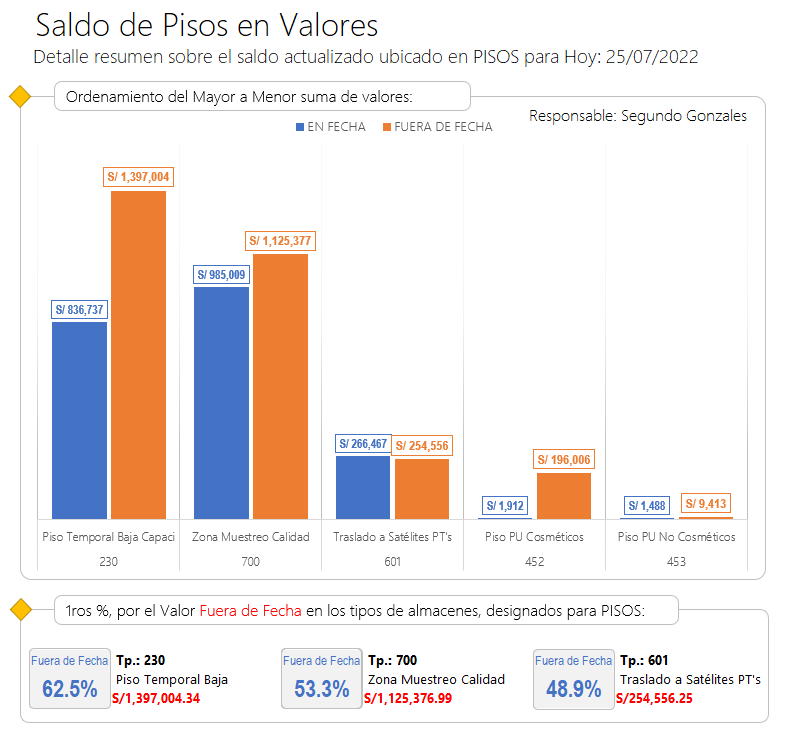 Saldo de Pisos en Valores
Detalle resumen sobre el saldo actualizado ubicado en PISOS para Hoy: 25/07/2022
Ordenamiento del Mayor a Menor suma de valores:
Responsable: Segundo Gonzales
EN FECHA FUERA DE FECHA
S/ 1,397,004
S/ 1,125,377
S/ 985,009
S/ 836,737
S/ 266,467 S/ 254,556
S/ 196,006
S/ 1,912 S/ 1,488 S/ 9,413
Piso Temporal Baja Capaci Zona Muestreo Calidad Traslado a Satélites PT's Piso PU Cosméticos Piso PU No Cosméticos
230 700 601 452 453
1ros %, por el Valor Fuera de Fecha en los tipos de almacenes, designados para PISOS:
Fuera de Fecha
62.5%
Tp.: 230
Piso Temporal Baja
S/1,397,004.34
Fuera de Fecha
53.3%
Tp.: 700
Zona Muestreo Calidad
S/1,125,376.99
Fuera de Fecha
48.9%
Tp.: 601
Traslado a Satélites PT's
S/254,556.25